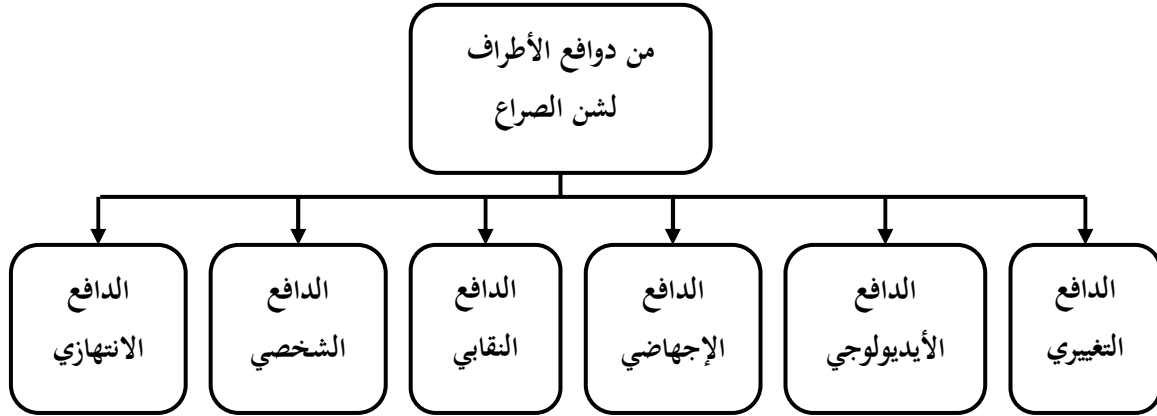 من دوافع الأطراف
لشن الصراع
الدافع
التغييري
الدافع
الأيديولوجي
الدافع
الإجهاضي
الدافع
النقابي
الدافع
الشخصي
الدافع
الانتهازي